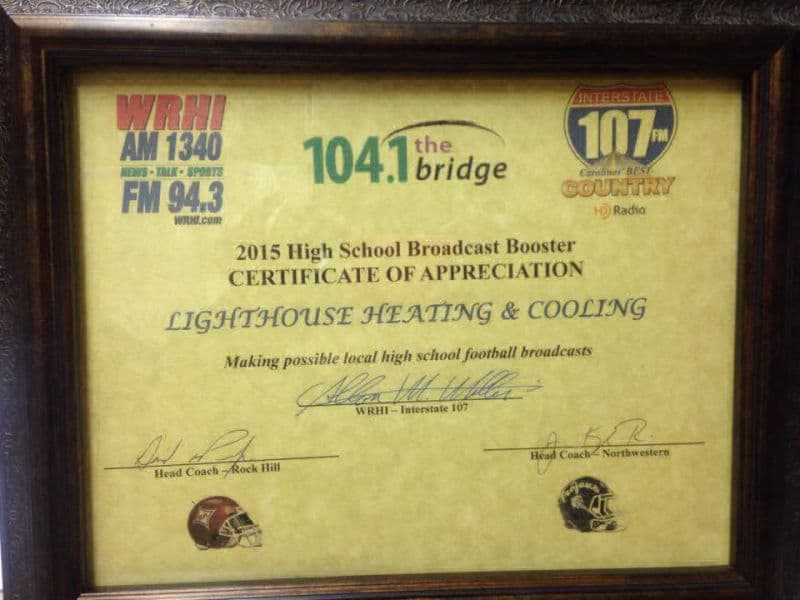 WRHI
AM 1340
NEWS • TALK • SPORTS
FM 94.3
WRHI.com
104.1 the bridge
INTERSTATE
107 FM
Carolinas' BEST
COUNTRY
HD Radio
2015 High School Broadcast Booster
CERTIFICATE OF APPRECIATION
LIGHTHOUSE HEATING & COOLING
Making possible local high school football broadcasts
WRHI – Interstate 107
Head Coach – Rock Hill
Head Coach – Northwestern
Trojans